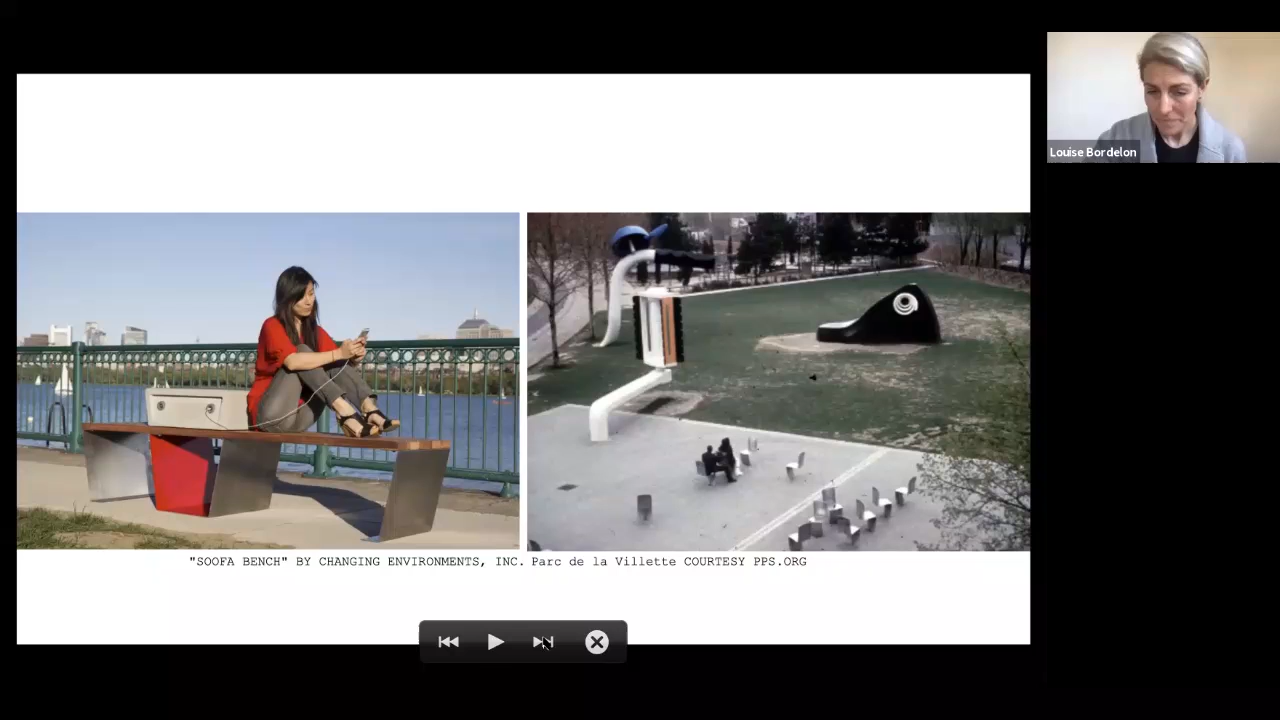 Louise Bordelon
"SOOFA BENCH" BY CHANGING ENVIRONMENTS, INC. Parc de la Villette COURTESY PPS.ORG